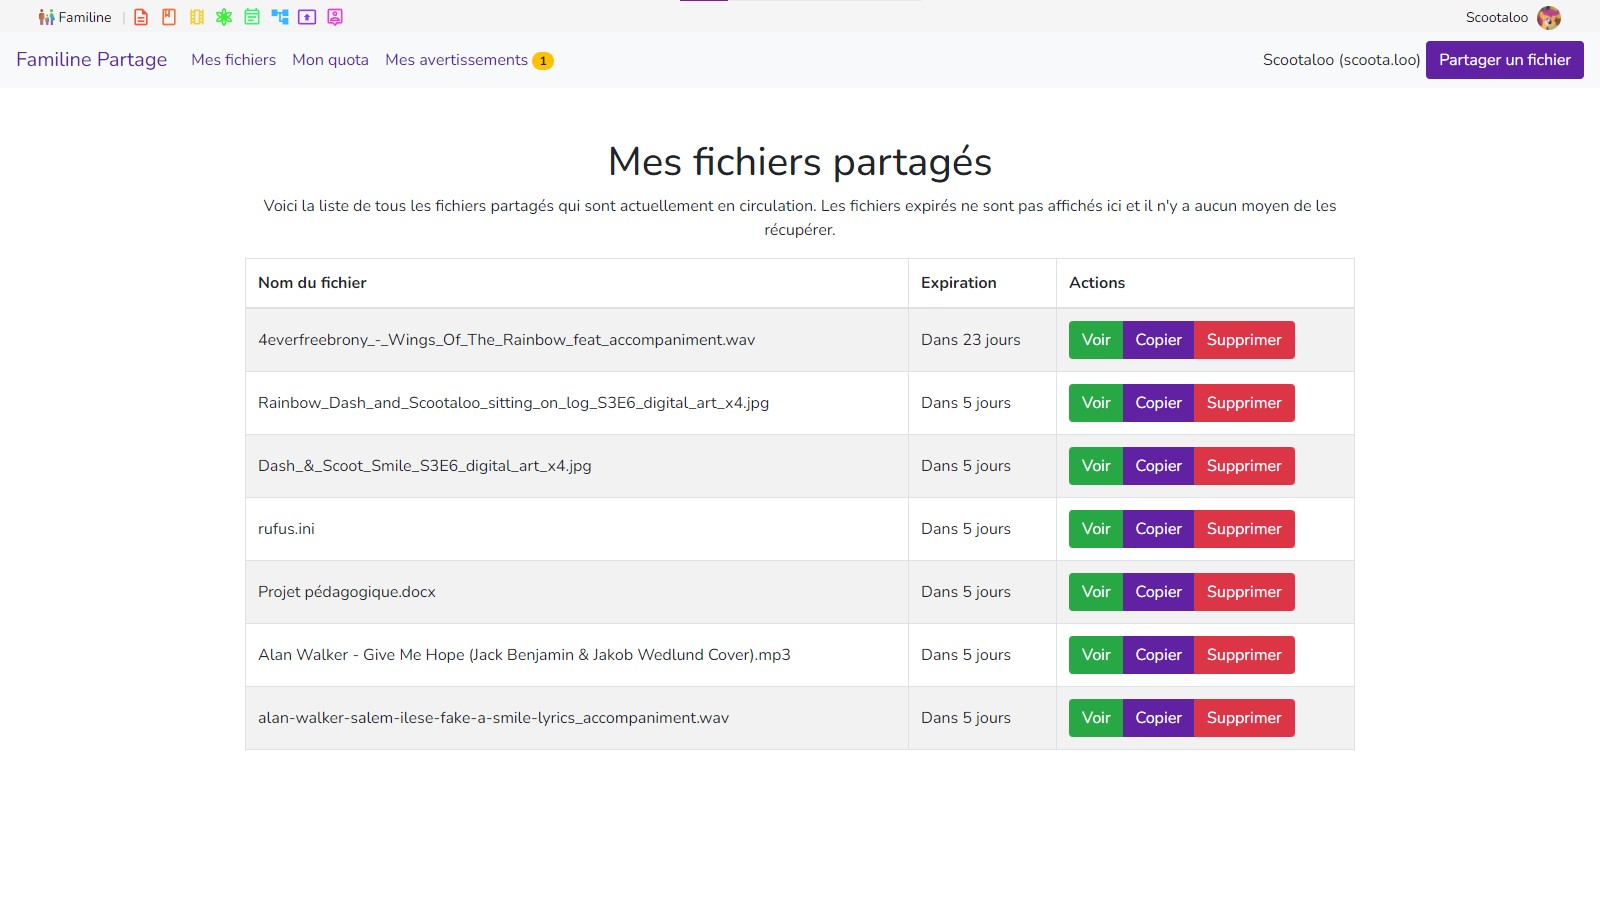 Familine | Scootaloo
Familine Partage Mes fichiers Mon quota Mes avertissements 1 Scootaloo (scoota.loo) Partager un fichier
Mes fichiers partagés
Voici la liste de tous les fichiers partagés qui sont actuellement en circulation. Les fichiers expirés ne sont pas affichés ici et il n'y a aucun moyen de les
récupérer.
Nom du fichier Expiration Actions
4everfreebrony_-_Wings_Of_The_Rainbow_feat_accompaniment.wav Dans 23 jours Voir Copier Supprimer
Rainbow_Dash_and_Scootaloo_sitting_on_log_S3E6_digital_art_x4.jpg Dans 5 jours Voir Copier Supprimer
Dash_&_Scoot_Smile_S3E6_digital_art_x4.jpg Dans 5 jours Voir Copier Supprimer
rufus.ini Dans 5 jours Voir Copier Supprimer
Projet pédagogique.docx Dans 5 jours Voir Copier Supprimer
Alan Walker - Give Me Hope (Jack Benjamin & Jakob Wedlund Cover).mp3 Dans 5 jours Voir Copier Supprimer
alan-walker-salem-ilese-fake-a-smile-lyrics_accompaniment.wav Dans 5 jours Voir Copier Supprimer